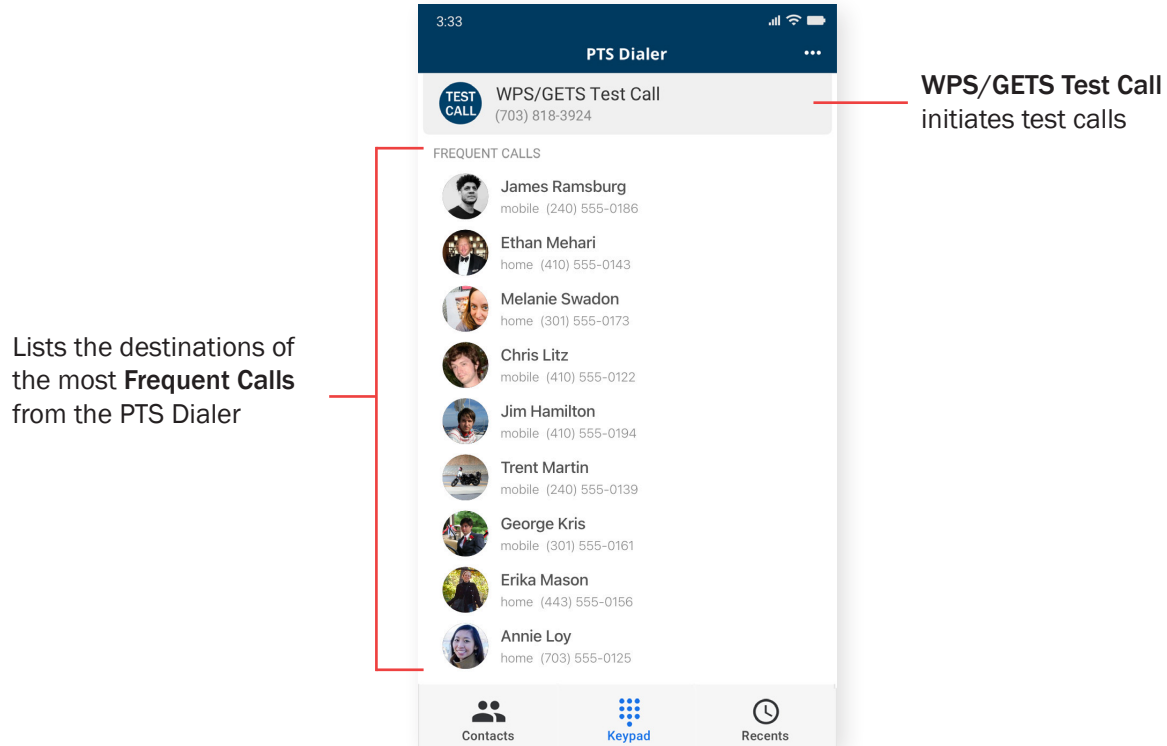 3:33
PTS Dialer
TEST
CALL
WPS/GETS Test Call
(703) 818-3924
WPS/GETS Test Call
initiates test calls
FREQUENT CALLS
James Ramsburg
mobile (240) 555-0186
Ethan Mehari
home (410) 555-0143
Melanie Swadon
home (301) 555-0173
Lists the destinations of
the most Frequent Calls
from the PTS Dialer
Chris Litz
mobile (410) 555-0122
Jim Hamilton
mobile (410) 555-0194
Trent Martin
mobile (240) 555-0139
George Kris
mobile (301) 555-0161
Erika Mason
home (443) 555-0156
Annie Loy
home (703) 555-0125
Contacts
Keypad
Recents